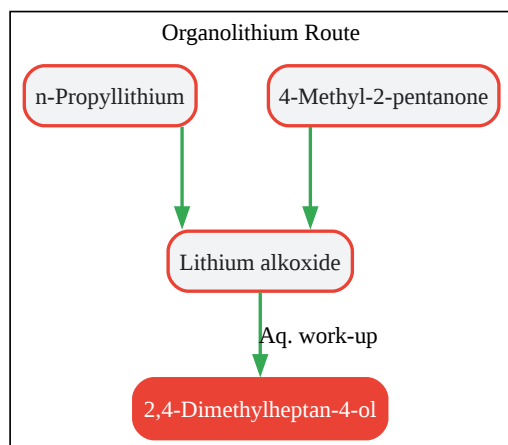 Organolithium Route
n-Propyllithium
4-Methyl-2-pentanone
Lithium alkoxide
Aq. work-up
2,4-Dimethylheptan-4-ol